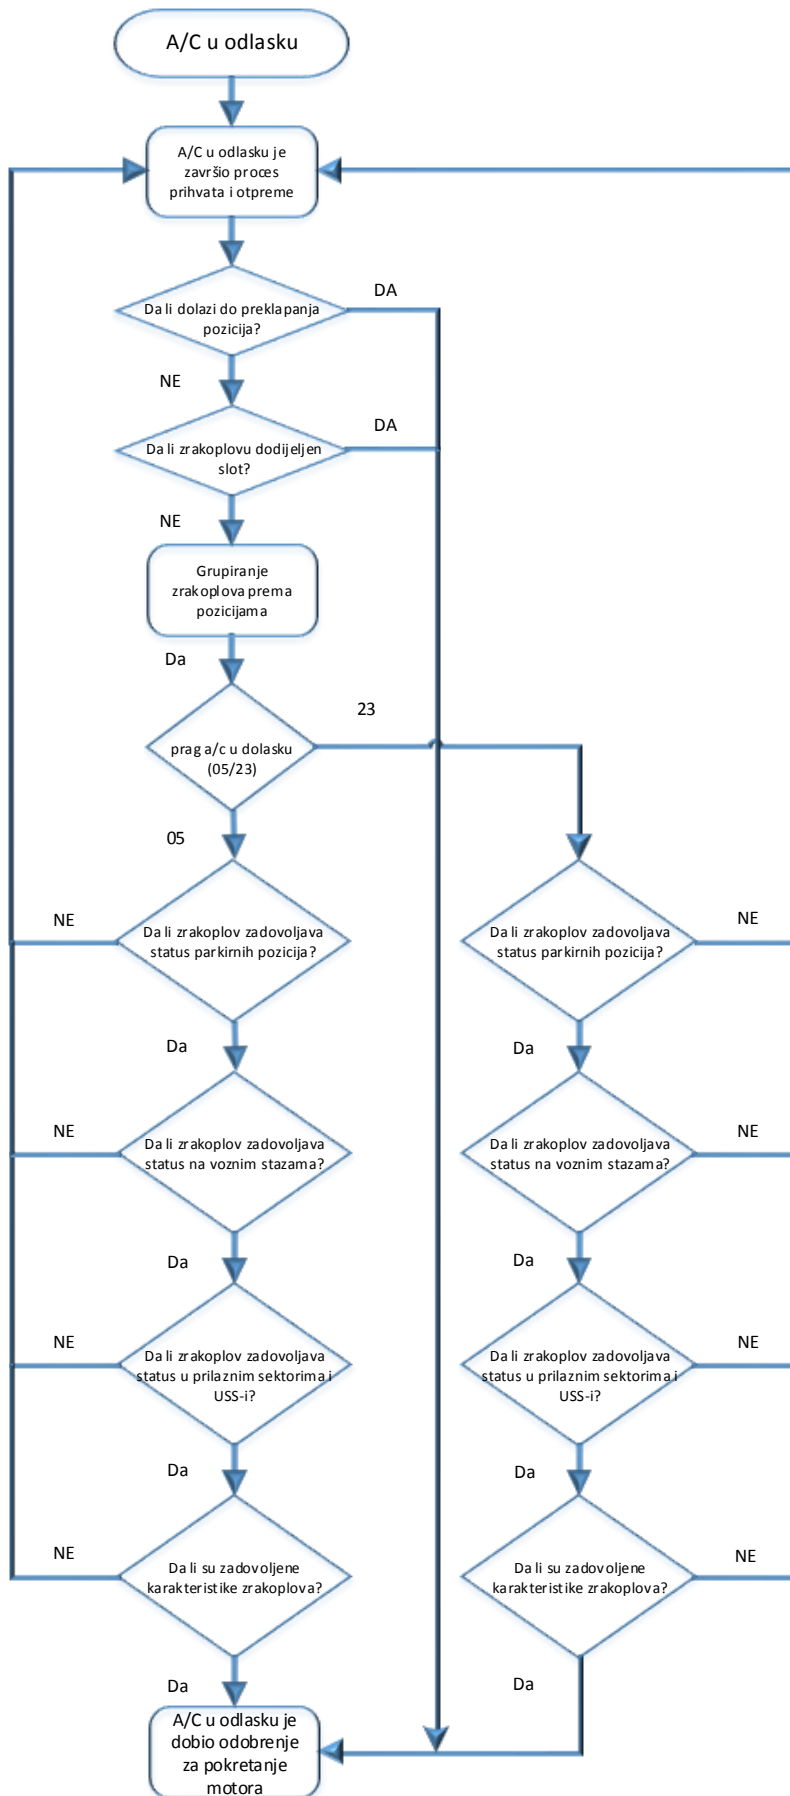 A/C u odlasku
A/C u odlasku je
završio proces
prihvata i otpreme
Da li dolazi do preklapanja
pozicija?
DA
NE
Da li zrakoplovu dodijeljen
slot?
DA
NE
Grupiranje
zrakoplova prema
pozicijama
Da
prag a/c u dolasku
(05/23)
23
05
Da li zrakoplov zadovoljava
status parkirnih pozicija?
NE
Da
Da li zrakoplov zadovoljava
status na voznim stazama?
NE
Da
Da li zrakoplov zadovoljava
status u prilaznim sektorima i
USS-i?
NE
Da
Da li su zadovoljene
karakteristike zrakoplova?
NE
Da
Da li zrakoplov zadovoljava
status parkirnih pozicija?
NE
Da
Da li zrakoplov zadovoljava
status na voznim stazama?
NE
Da
Da li zrakoplov zadovoljava
status u prilaznim sektorima i
USS-i?
NE
Da
Da li su zadovoljene
karakteristike zrakoplova?
NE
Da
A/C u odlasku je
dobio odobrenje
za pokretanje
motora